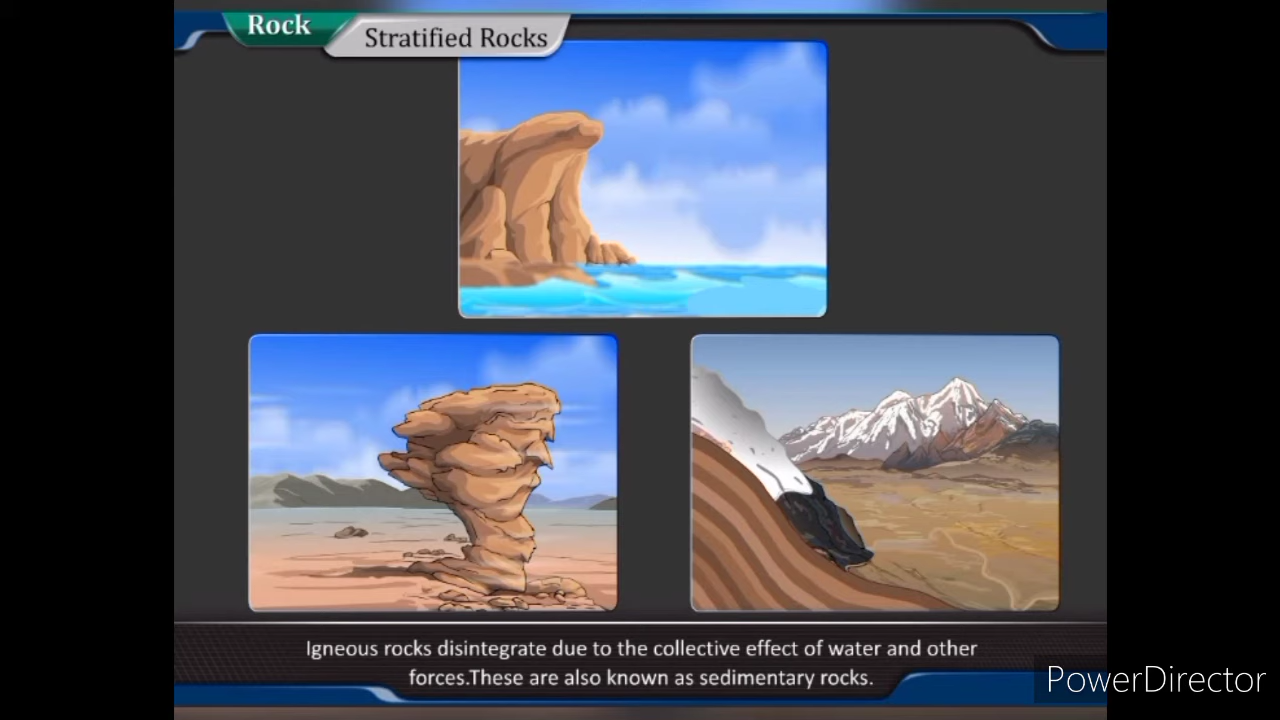 Rock
Stratified Rocks
Igneous rocks disintegrate due to the collective effect of water and other
forces.These are also known as sedimentary rocks.
PowerDirector